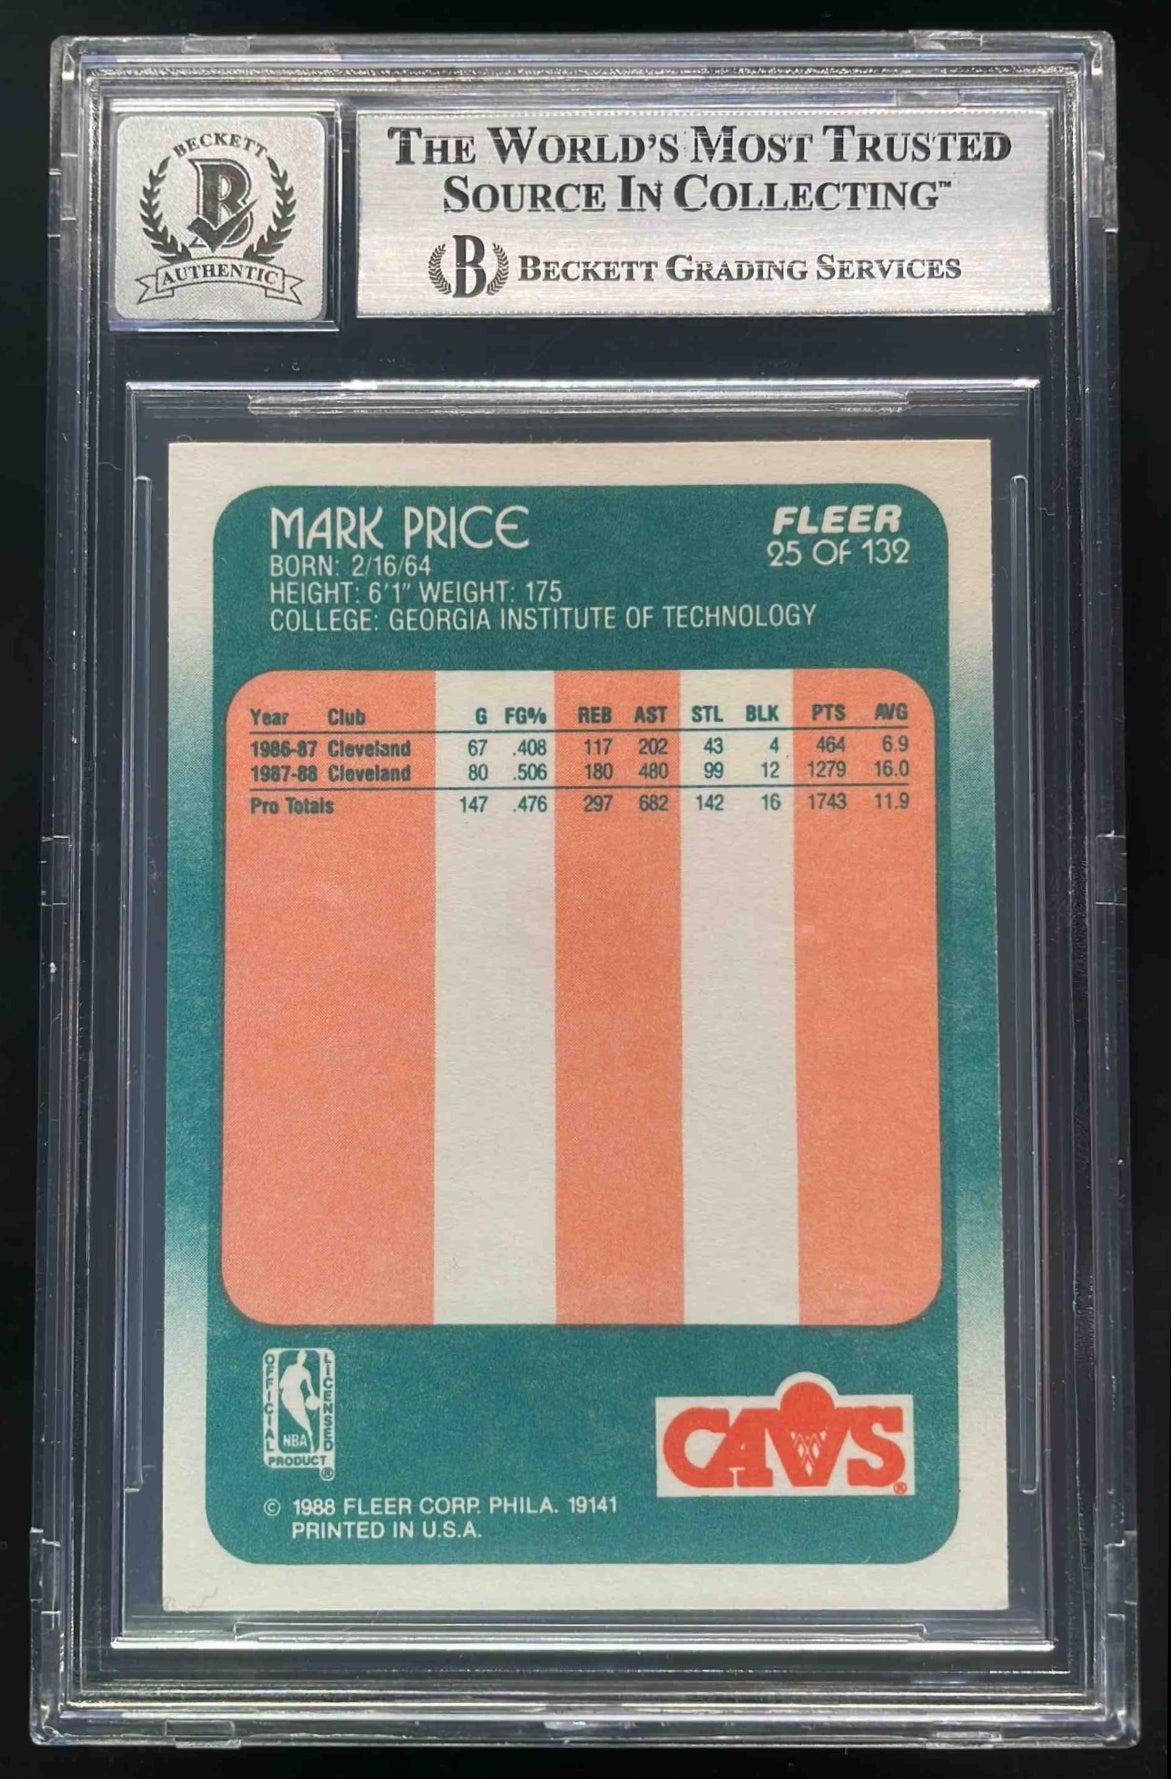 BECKETT
B
AUTHENTIC
THE WORLD'S MOST TRUSTED
SOURCE IN COLLECTING™
B BECKETT GRADING SERVICES
MARK PRICE
BORN: 2/16/64
HEIGHT: 6'1" WEIGHT: 175
COLLEGE: GEORGIA INSTITUTE OF TECHNOLOGY
FLEER
25 OF 132
Year Club G FG% REB AST STL BLK PTS AVG
1986-87 Cleveland 67 .408 117 202 43 4 464 6.9
1987-88 Cleveland 80 .506 180 480 99 12 1279 16.0
Pro Totals 147 .476 297 682 142 16 1743 11.9
OFFICIAL
LICENSED
NBA
PRODUCT
®
CAVS®
© 1988 FLEER CORP. PHILA. 19141
PRINTED IN U.S.A.